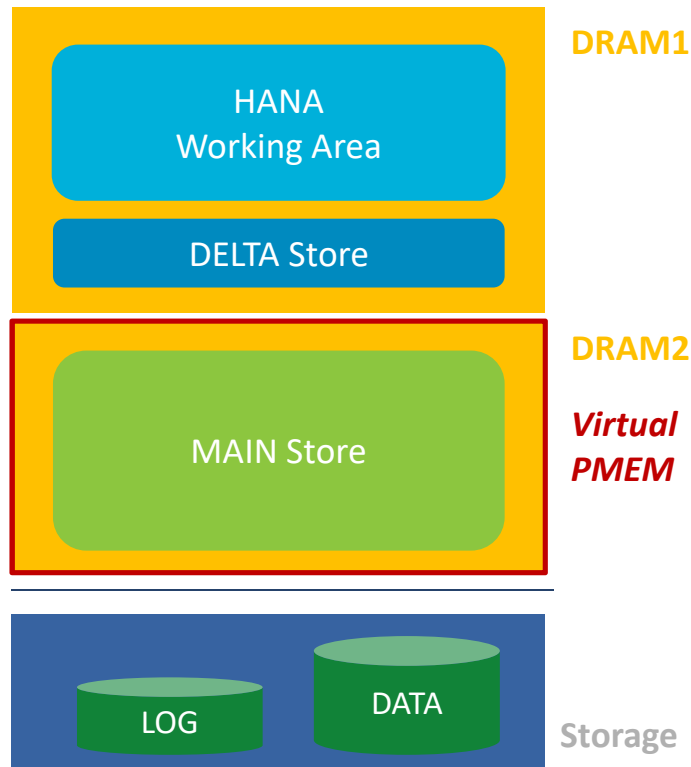 DRAM1
HANA
Working Area
DELTA Store
DRAM2
Virtual
PMEM
MAIN Store
LOG
DATA
Storage